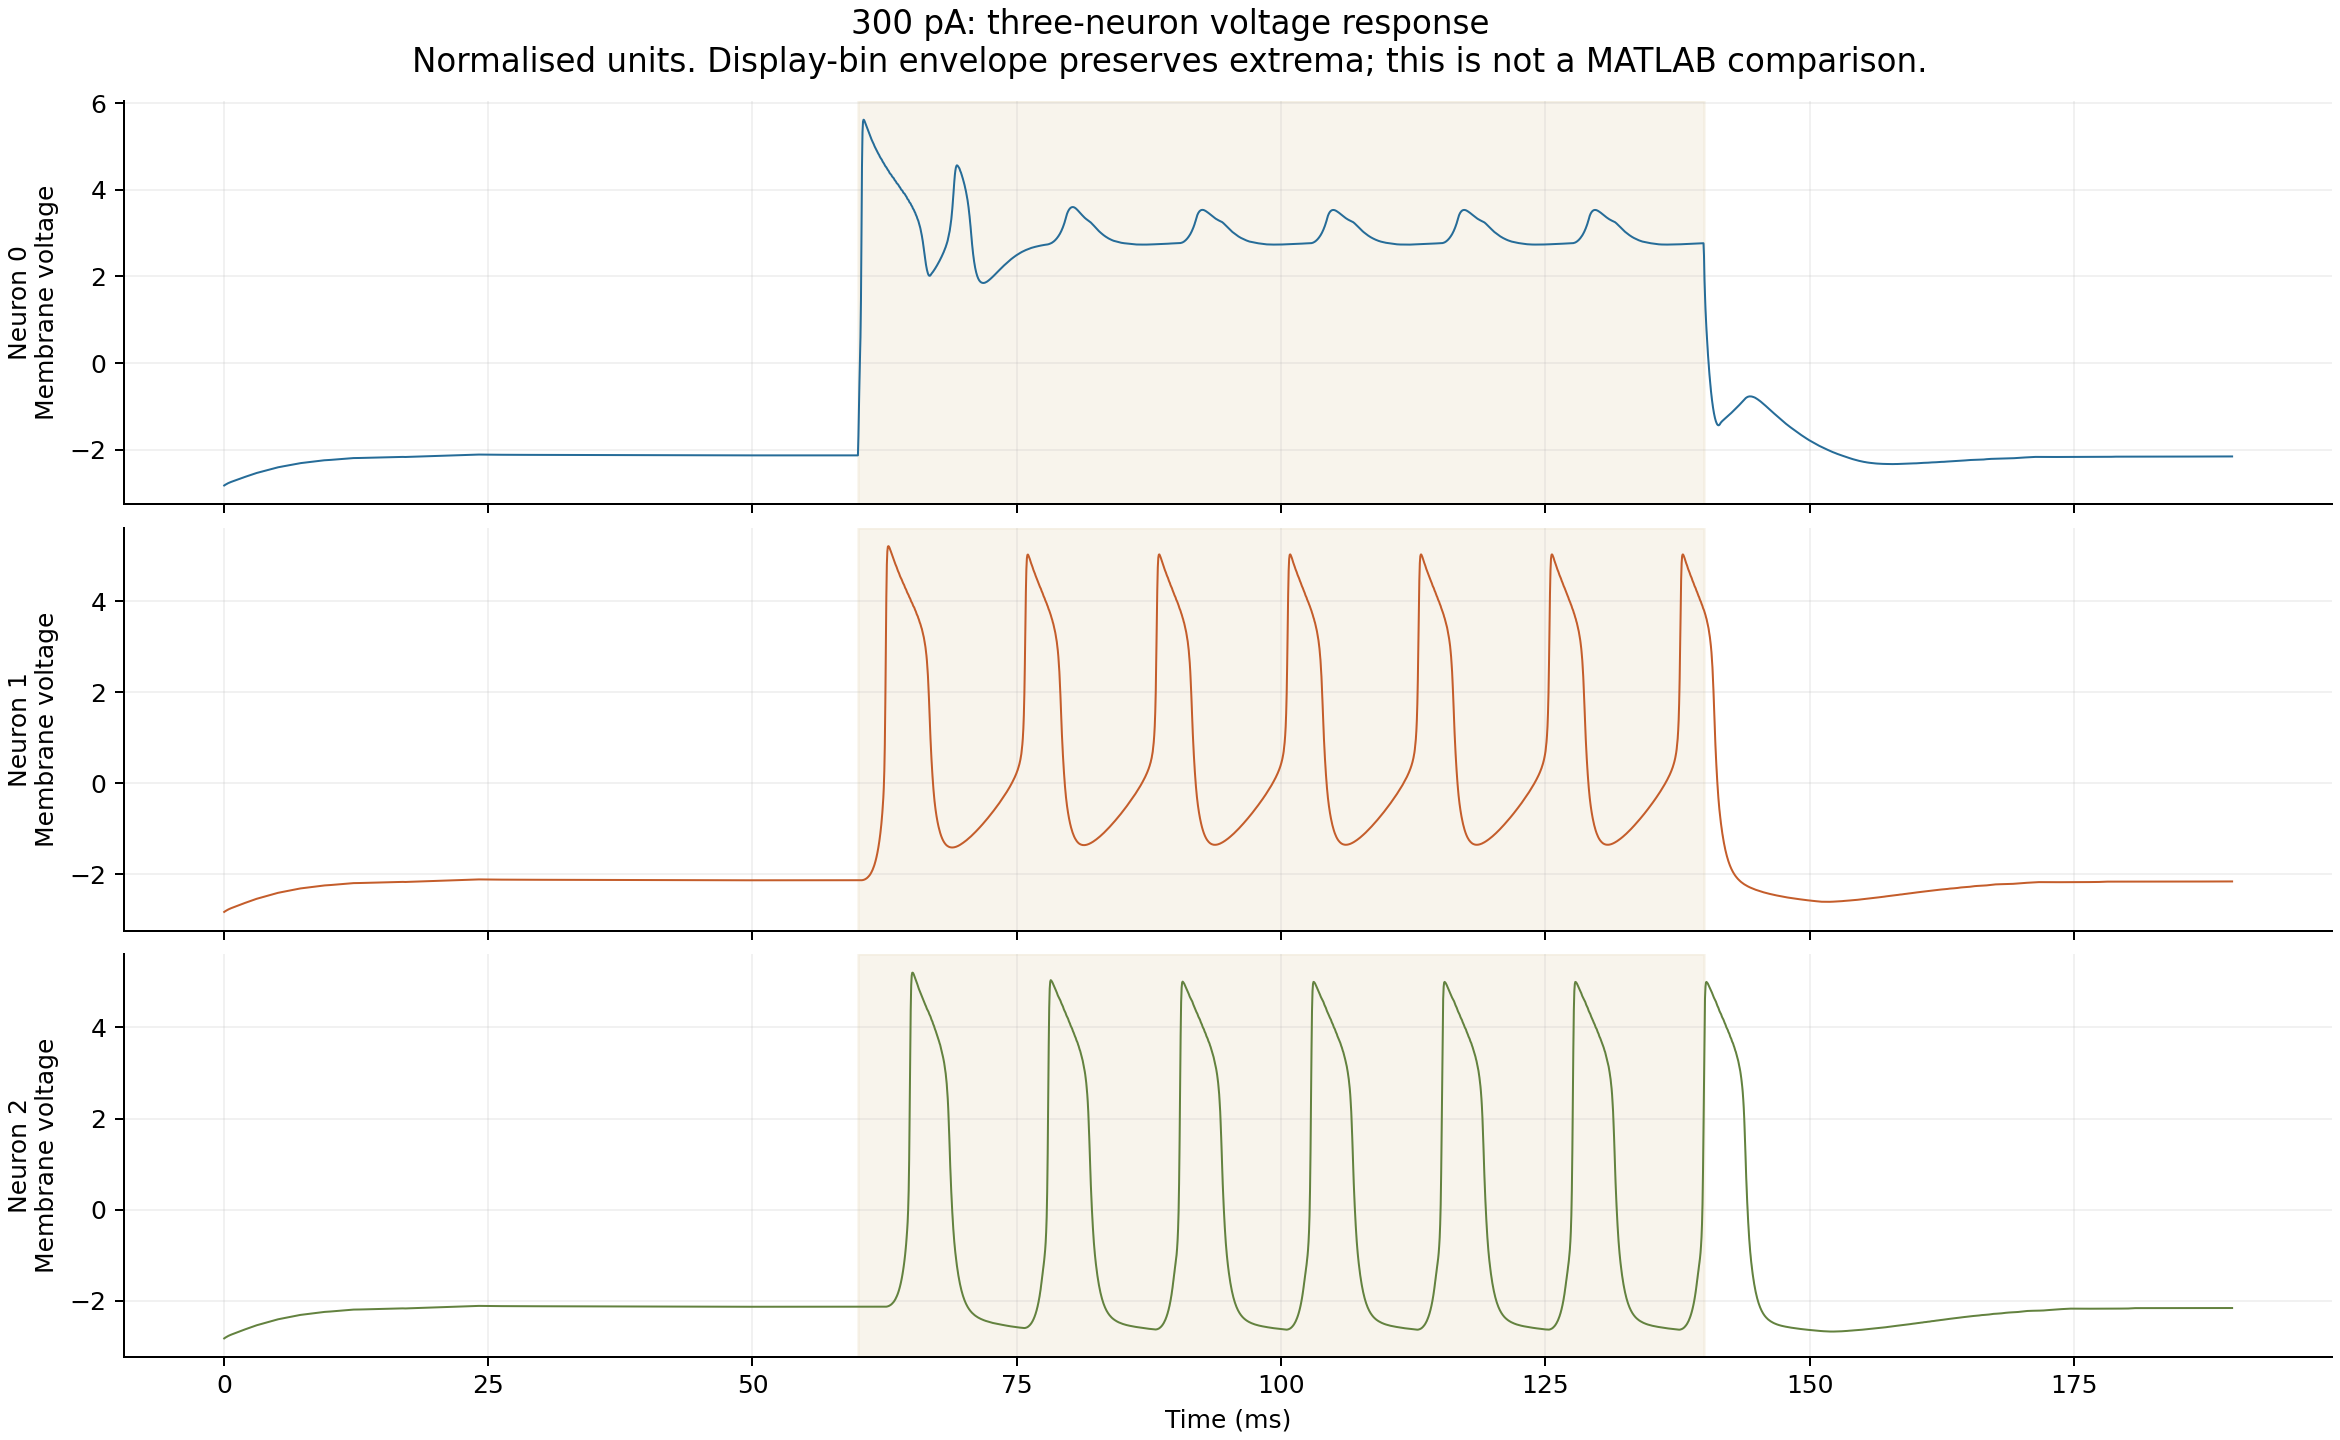 300 pA: three-neuron voltage response
Normalised units. Display-bin envelope preserves extrema; this is not a MATLAB comparison.
Neuron 0
Membrane voltage
6
4
2
0
−2
Neuron 1
Membrane voltage
4
2
0
−2
Neuron 2
Membrane voltage
4
2
0
−2
0 25 50 75 100 125 150 175
Time (ms)